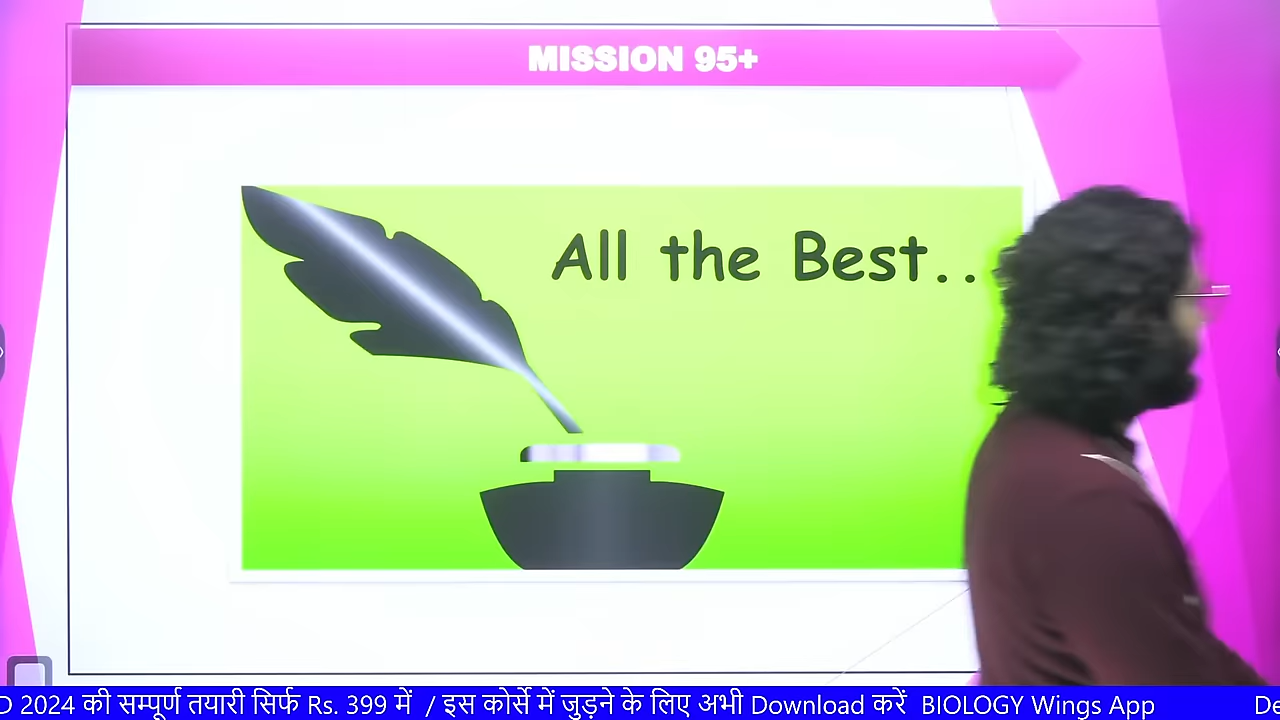 MISSION 95+
All the Best..
2024 की सम्पूर्ण तयारी सिर्फ Rs. 399 में / इस कोर्से में जुड़ने के लिए अभी Download करें BIOLOGY Wings App